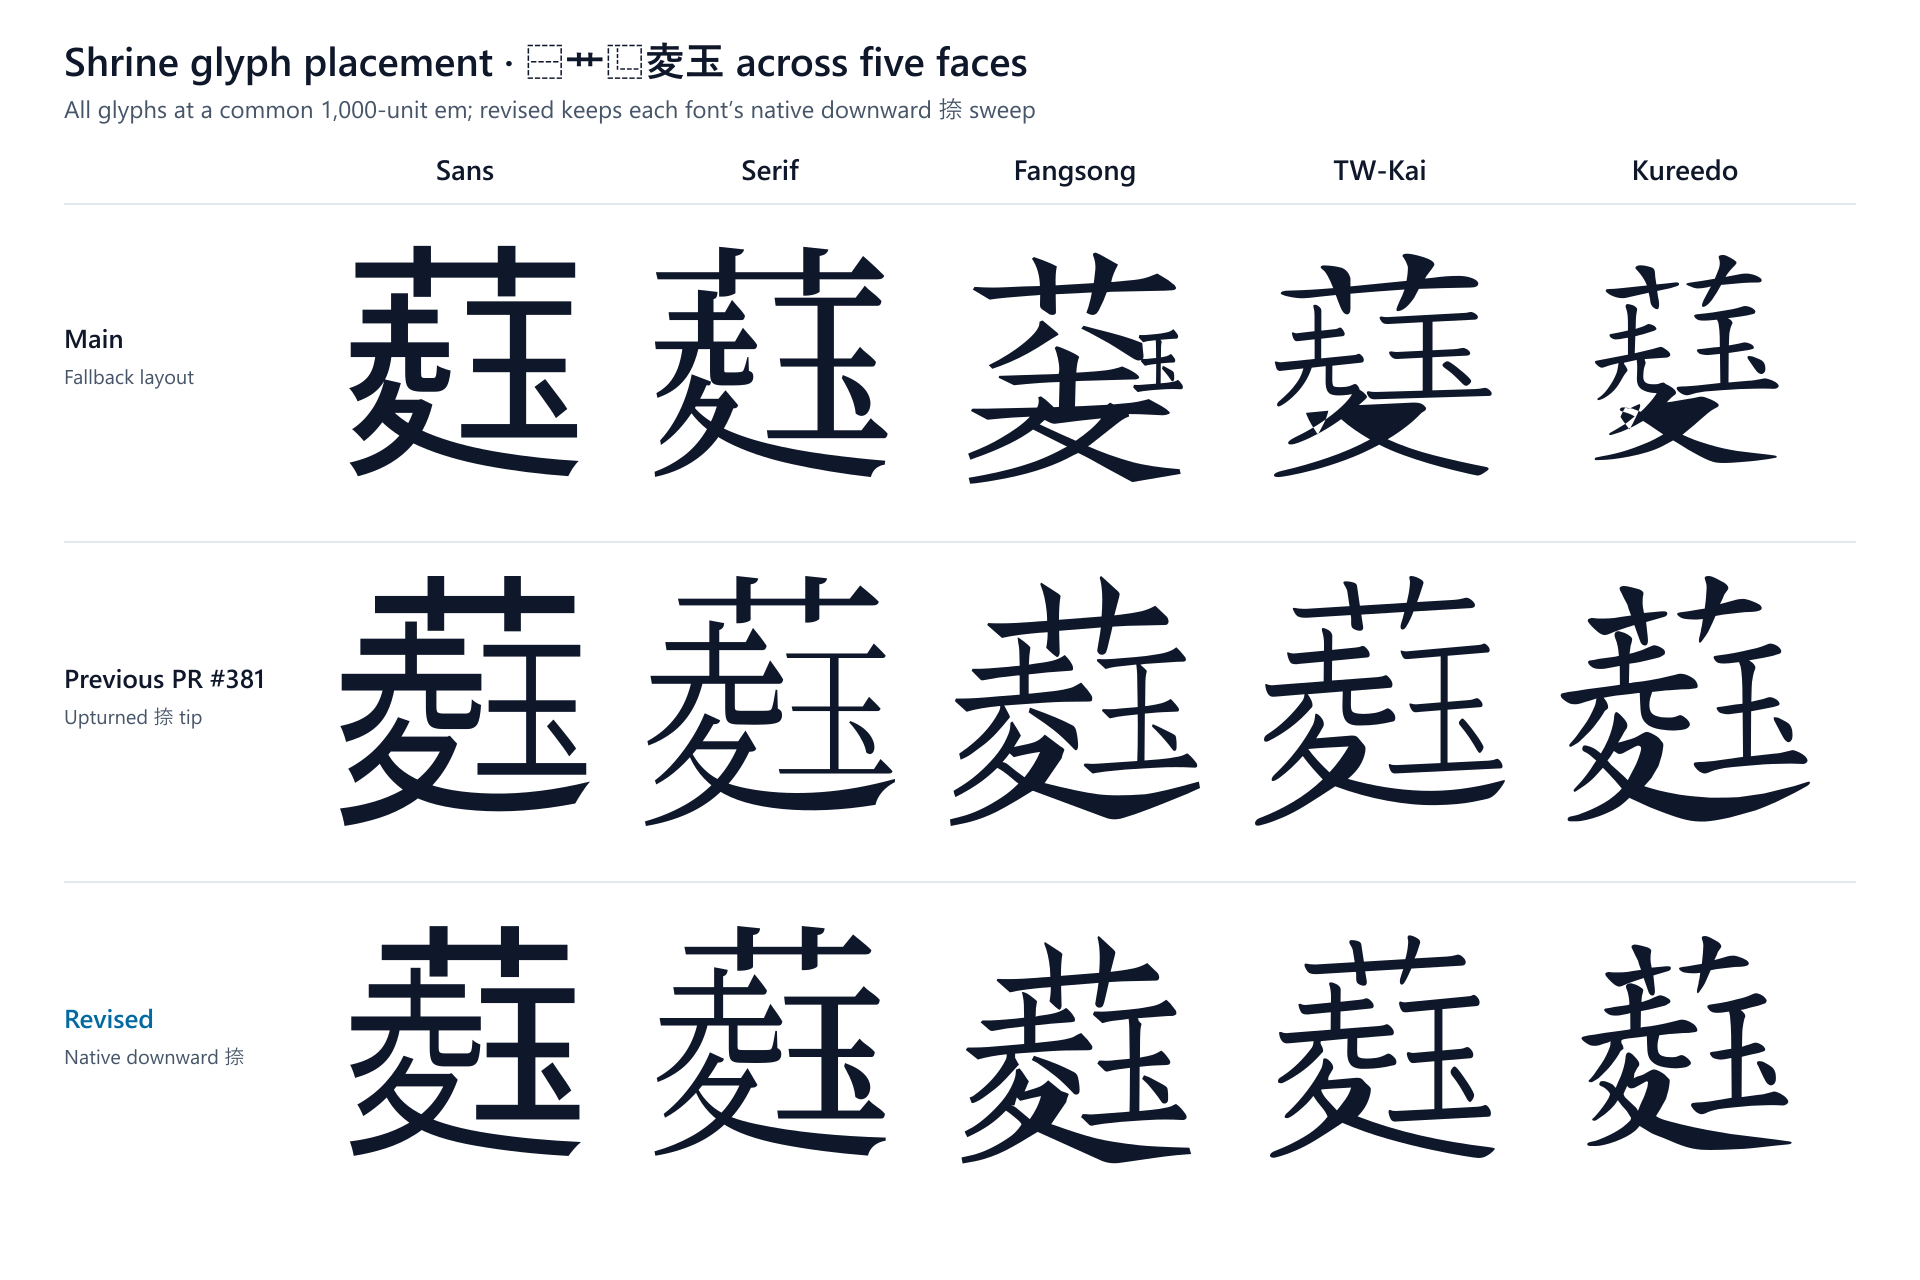 Shrine glyph placement · ⿱艹⿺夌玉 across five faces
All glyphs at a common 1,000-unit em; revised keeps each font’s native downward 捺 sweep
Sans Serif Fangsong TW-Kai Kureedo
Main
Fallback layout
Previous PR #381
Upturned 捺 tip
Revised
Native downward 捺